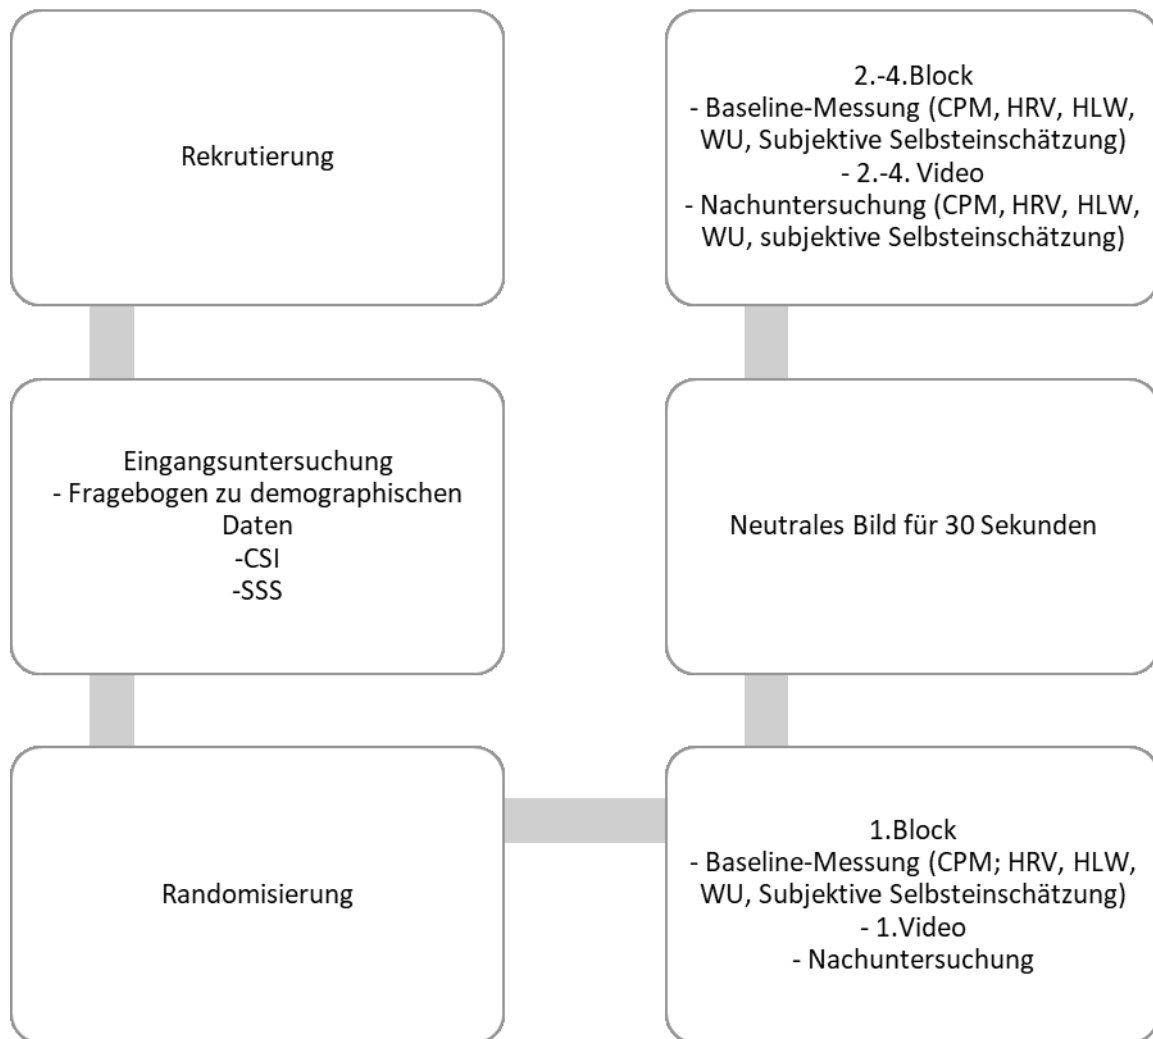 Rekrutierung
Eingangsuntersuchung
- Fragebogen zu demographischen
Daten
-CSI
-SSS
Randomisierung
1.Block
- Baseline-Messung (CPM; HRV, HLW,
WU, Subjektive Selbsteinschätzung)
- 1.Video
- Nachuntersuchung
Neutrales Bild für 30 Sekunden
2.-4.Block
- Baseline-Messung (CPM, HRV, HLW,
WU, Subjektive Selbsteinschätzung)
- 2.-4. Video
- Nachuntersuchung (CPM, HRV, HLW,
WU, subjektive Selbsteinschätzung)